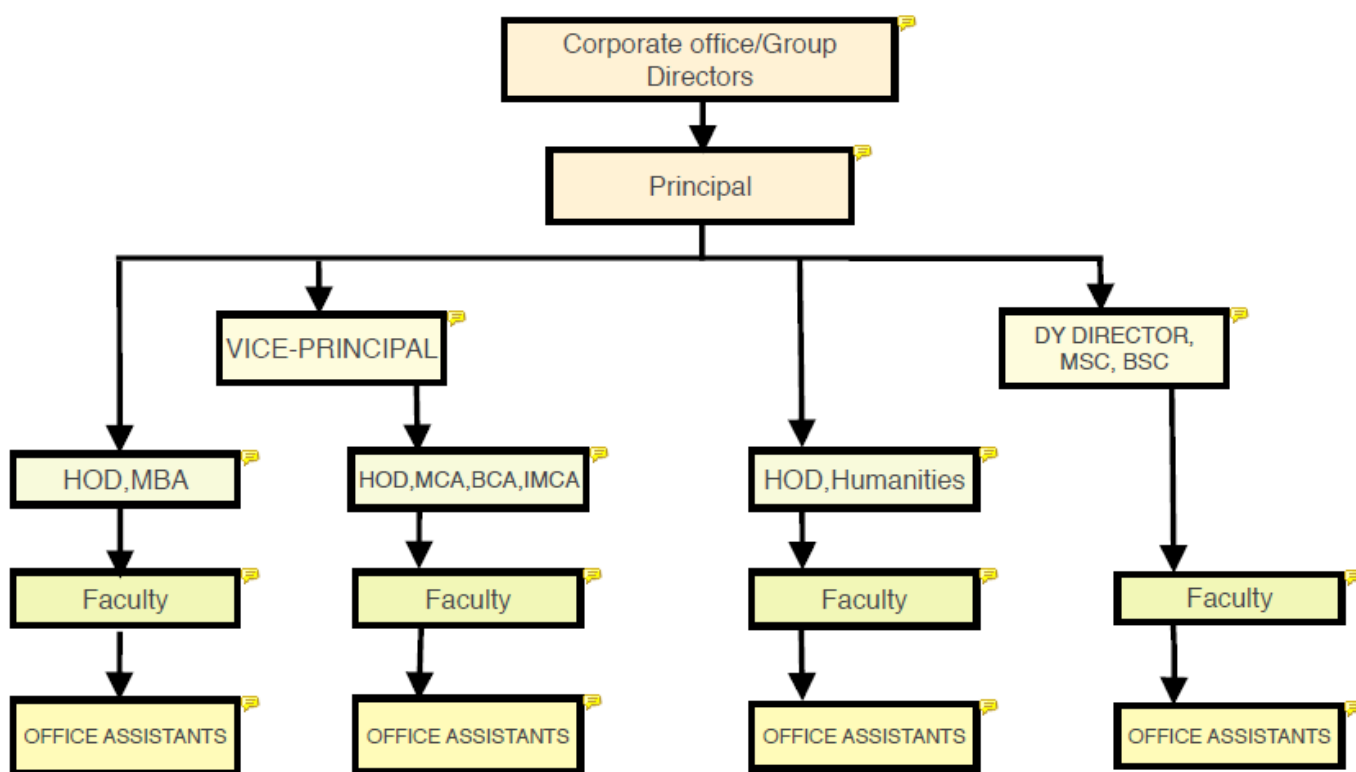 Corporate office/Group
Directors
Principal
VICE-PRINCIPAL
DY DIRECTOR,
MSC, BSC
HOD,MBA
HOD,MCA,BCA,IMCA
HOD,Humanities
Faculty
Faculty
Faculty
Faculty
OFFICE ASSISTANTS
OFFICE ASSISTANTS
OFFICE ASSISTANTS
OFFICE ASSISTANTS